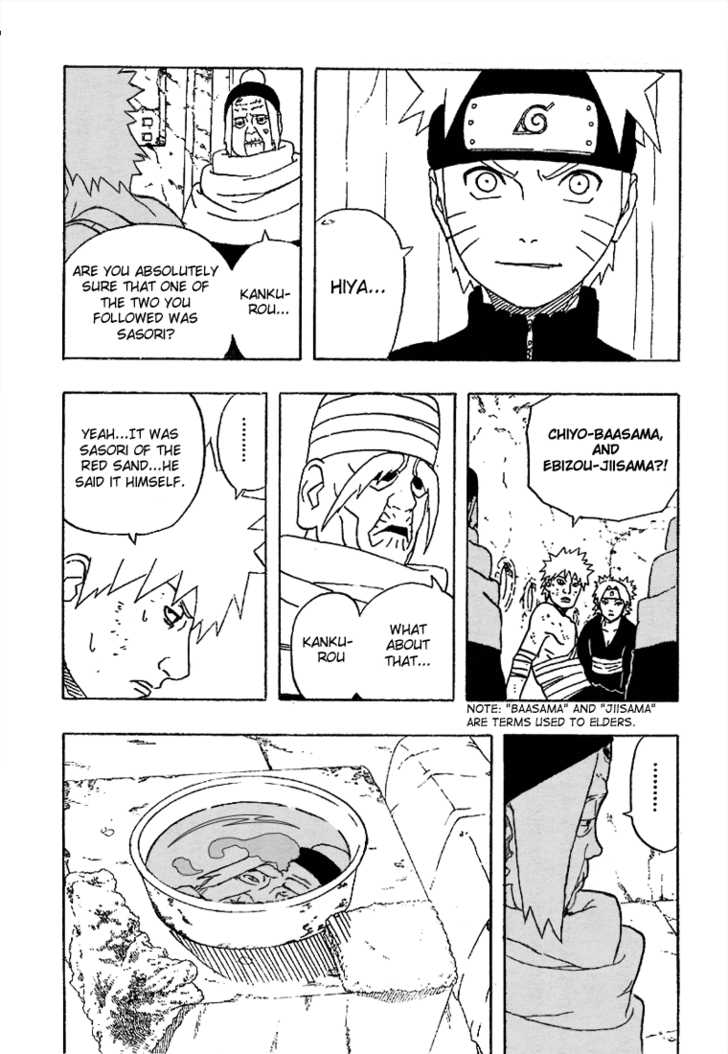 HIYA...
KANKU-
ROU...
ARE YOU ABSOLUTELY
SURE THAT ONE OF
THE TWO YOU
FOLLOWED WAS
SASORI?
CHIYO-BAASAMA,
AND
EBIZOU-JIISAMA?!
NOTE: "BAASAMA" AND "JIISAMA"
ARE TERMS USED TO ELDERS.
WHAT
ABOUT
THAT...
KANKU-
ROU
.........
YEAH...IT WAS
SASORI OF THE
RED SAND...HE
SAID IT HIMSELF.
.........